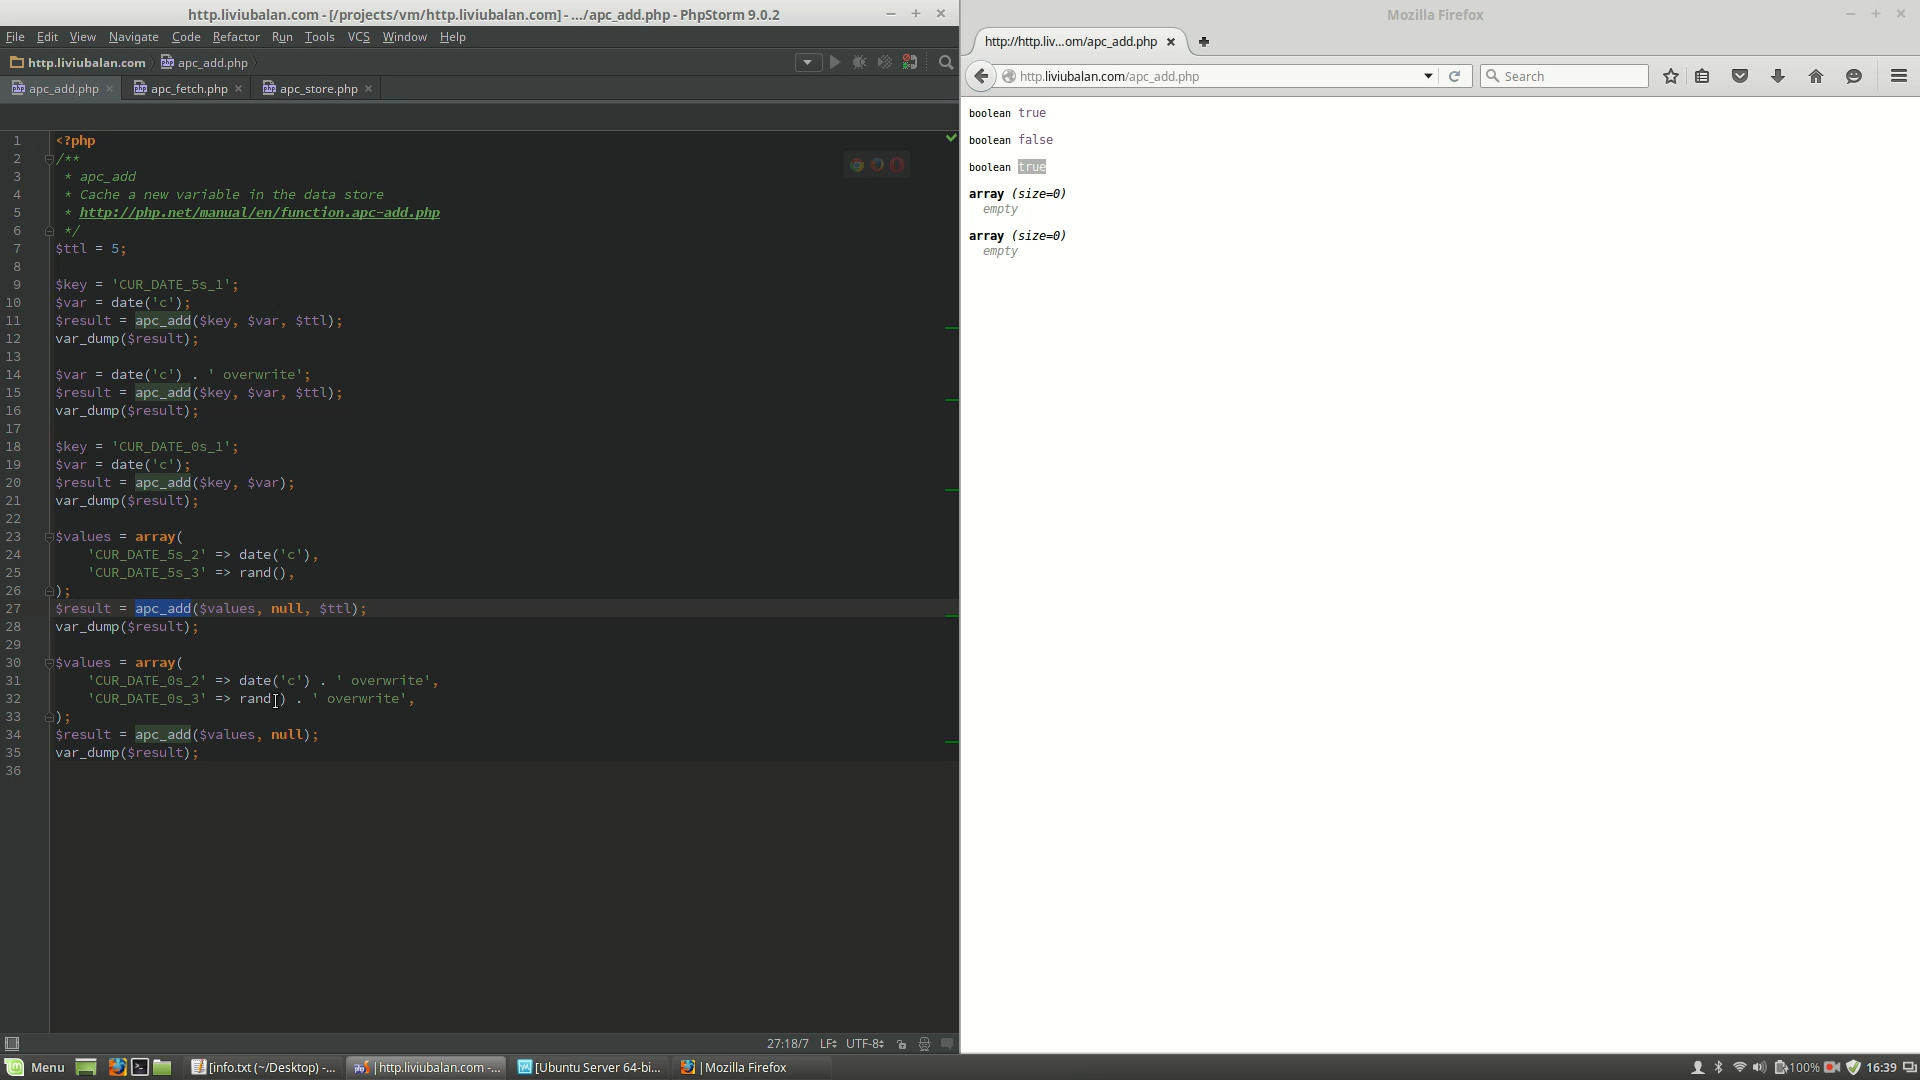 http.liviubalan.com - [/projects/vm/http.liviubalan.com] - .../apc_add.php - PhpStorm 9.0.2
File Edit View Navigate Code Refactor Run Tools VCS Window Help
http.liviubalan.com apc_add.php
apc_add.php apc_fetch.php apc_store.php
1 <?php
2 /**
3 * apc_add
4 * Cache a new variable in the data store
5 * http://php.net/manual/en/function.apc-add.php
6 */
7 $ttl = 5;
8
9 $key = 'CUR_DATE_5s_1';
10 $var = date('c');
11 $result = apc_add($key, $var, $ttl);
12 var_dump($result);
13
14 $var = date('c') . ' overwrite';
15 $result = apc_add($key, $var, $ttl);
16 var_dump($result);
17
18 $key = 'CUR_DATE_0s_1';
19 $var = date('c');
20 $result = apc_add($key, $var);
21 var_dump($result);
22
23 $values = array(
24 'CUR_DATE_5s_2' => date('c'),
25 'CUR_DATE_5s_3' => rand(),
26 );
27 $result = apc_add($values, null, $ttl);
28 var_dump($result);
29
30 $values = array(
31 'CUR_DATE_0s_2' => date('c') . ' overwrite',
32 'CUR_DATE_0s_3' => rand() . ' overwrite',
33 );
34 $result = apc_add($values, null);
35 var_dump($result);
36
27:18/7 LF UTF-8
Mozilla Firefox
http://http.liv...om/apc_add.php
http.liviubalan.com/apc_add.php Search
boolean true
boolean false
boolean true
array (size=0)
empty
array (size=0)
empty
Menu [info.txt (~/Desktop) -... http.liviubalan.com -... [Ubuntu Server 64-bi... Mozilla Firefox 100% 16:39